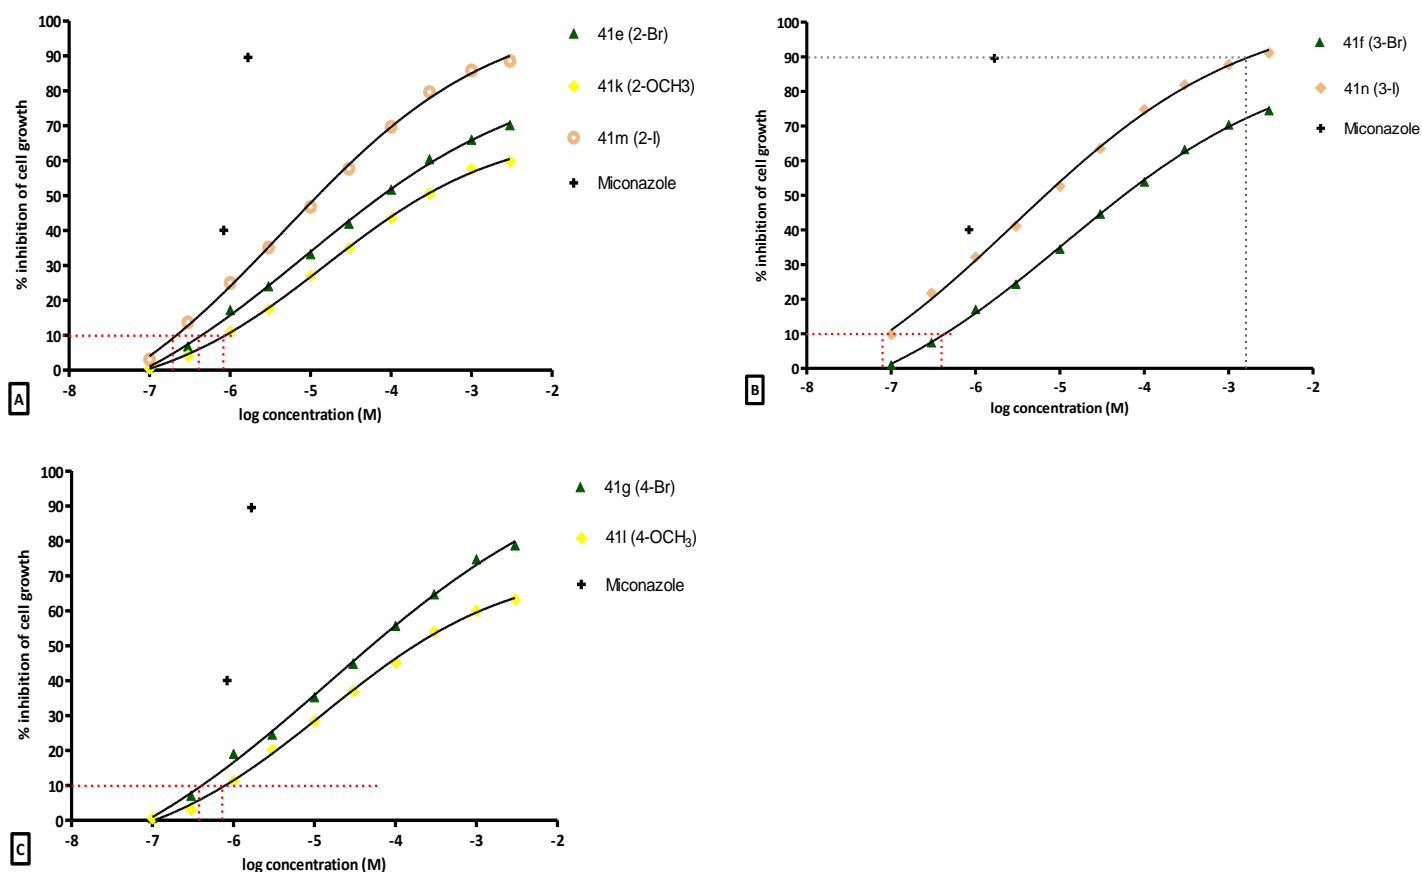 100
90
80
70
60
50
40
30
20
10
0
% inhibition of cell growth
-8 -7 -6 -5 -4 -3 -2
log concentration (M)
A
41e (2-Br)
41k (2-OCH3)
41m (2-I)
Miconazole
100
90
80
70
60
50
40
30
20
10
0
% inhibition of cell growth
-8 -7 -6 -5 -4 -3 -2
log concentration (M)
B
41f (3-Br)
41n (3-I)
Miconazole
100
90
80
70
60
50
40
30
20
10
0
% inhibition of cell growth
-8 -7 -6 -5 -4 -3 -2
log concentration (M)
C
41g (4-Br)
41l (4-OCH₃)
Miconazole